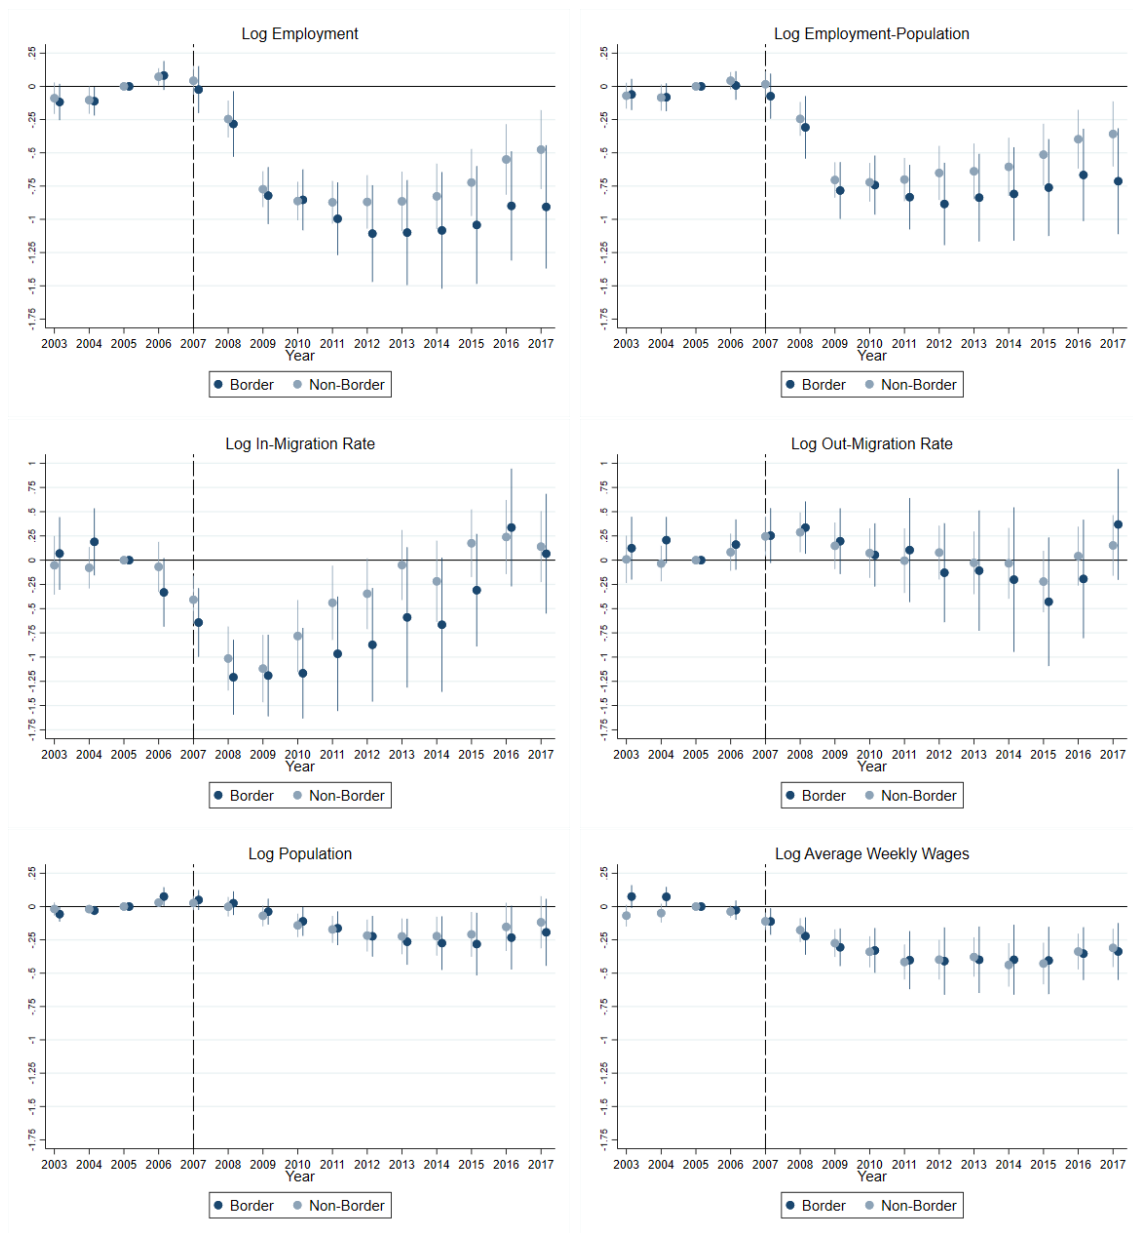 Log Employment
.25
0
-.25
-.5
-.75
-1
-1.25
-1.5
-1.75
2003 2004 2005 2006 2007 2008 2009 2010 2011 2012 2013 2014 2015 2016 2017
Year
Border Non-Border
Log Employment-Population
.25
0
-.25
-.5
-.75
-1
-1.25
-1.5
-1.75
2003 2004 2005 2006 2007 2008 2009 2010 2011 2012 2013 2014 2015 2016 2017
Year
Border Non-Border
Log In-Migration Rate
1
.75
.5
.25
0
-.25
-.5
-.75
-1
-1.25
-1.5
-1.75
2003 2004 2005 2006 2007 2008 2009 2010 2011 2012 2013 2014 2015 2016 2017
Year
Border Non-Border
Log Out-Migration Rate
1
.75
.5
.25
0
-.25
-.5
-.75
-1
-1.25
-1.5
-1.75
2003 2004 2005 2006 2007 2008 2009 2010 2011 2012 2013 2014 2015 2016 2017
Year
Border Non-Border
Log Population
.25
0
-.25
-.5
-.75
-1
-1.25
-1.5
-1.75
2003 2004 2005 2006 2007 2008 2009 2010 2011 2012 2013 2014 2015 2016 2017
Year
Border Non-Border
Log Average Weekly Wages
.25
0
-.25
-.5
-.75
-1
-1.25
-1.5
-1.75
2003 2004 2005 2006 2007 2008 2009 2010 2011 2012 2013 2014 2015 2016 2017
Year
Border Non-Border